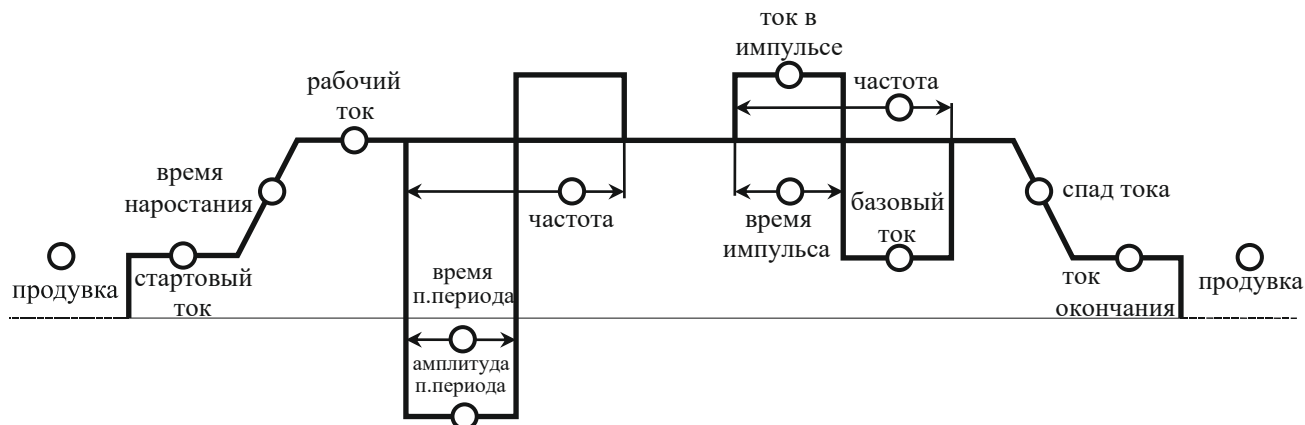 продувка
стартовый
ток
время
наростания
рабочий
ток
частота
время
п.периода
амплитуда
п.периода
ток в
импульсе
частота
время
импульса
базовый
ток
спад тока
ток
окончания
продувка